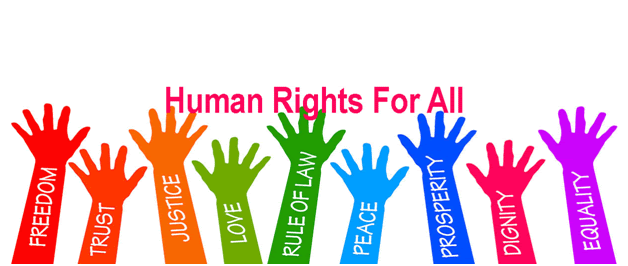 Human Rights For All
FREEDOM
TRUST
JUSTICE
LOVE
RULE OF LAW
PEACE
PROSPERITY
DIGNITY
EQUALITY